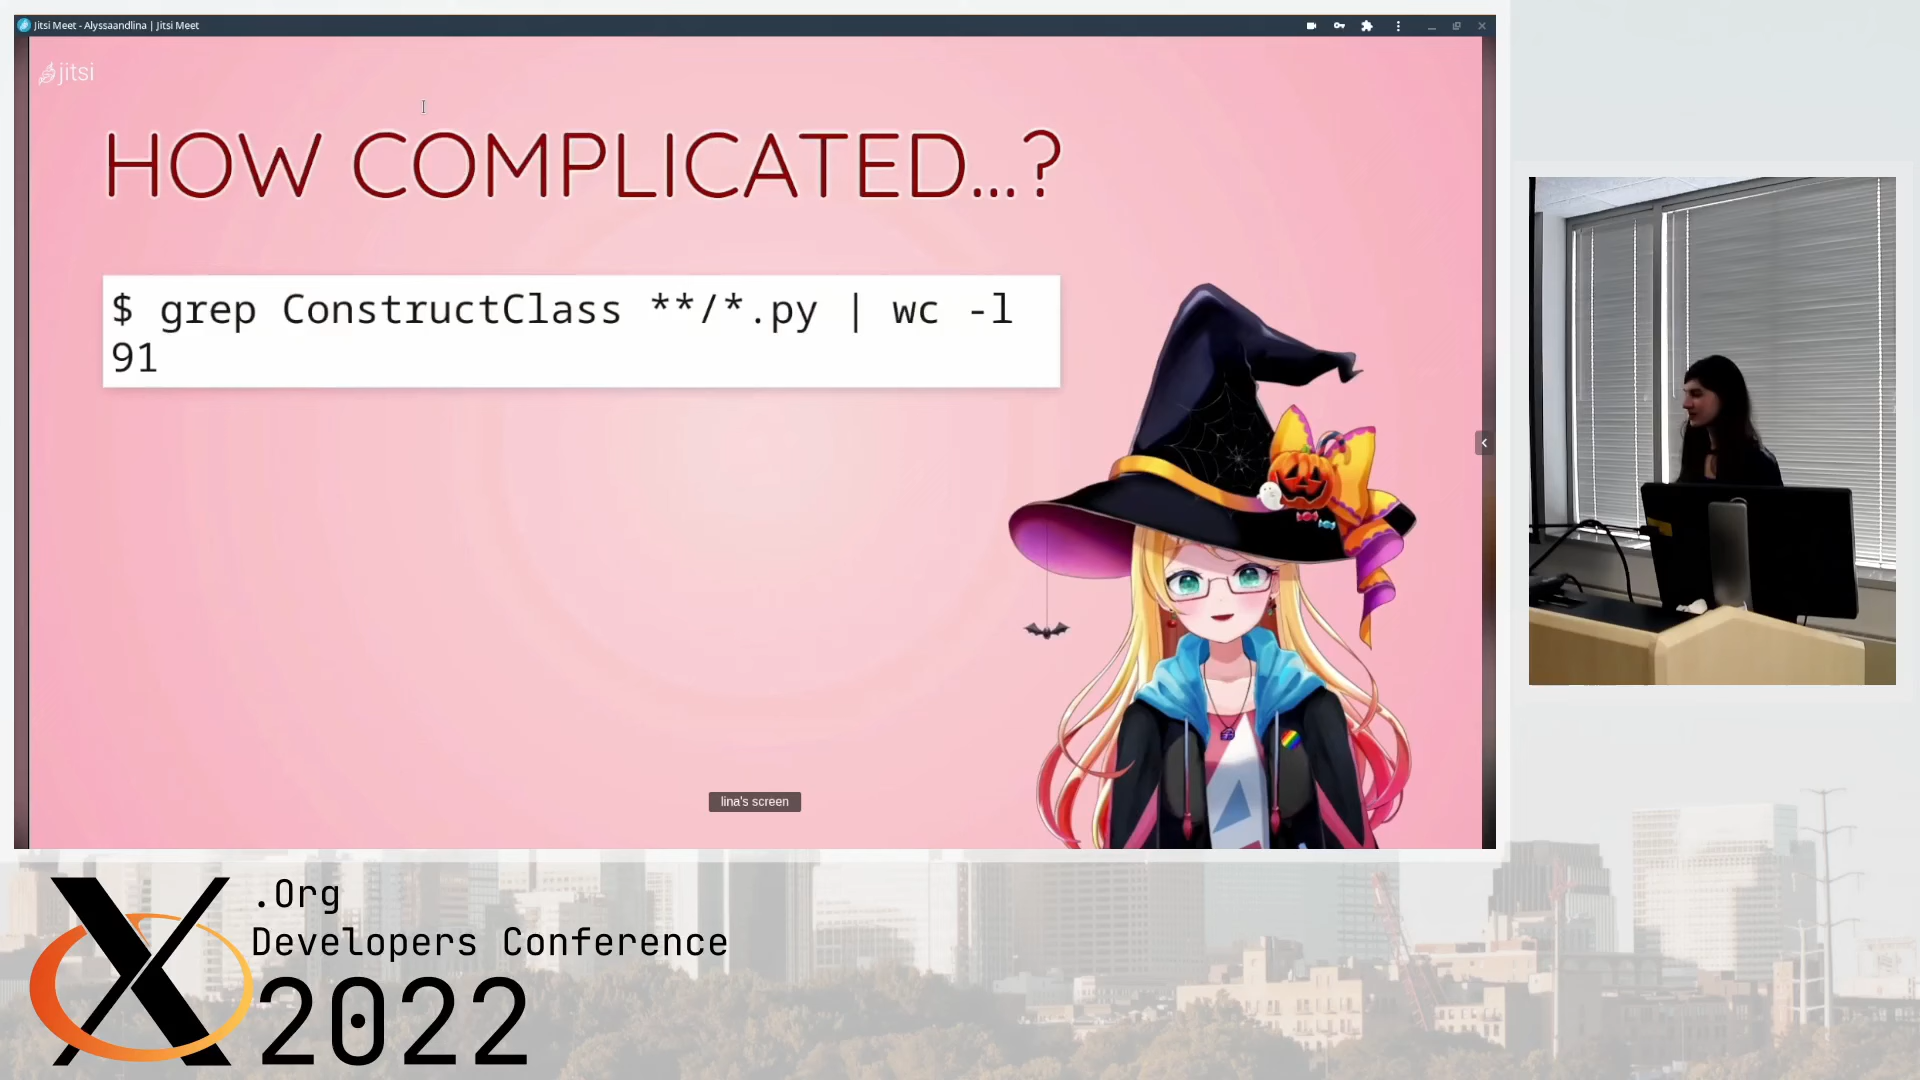 Jitsi Meet - Alyssaandlina | Jitsi Meet
jitsi
HOW COMPLICATED...?
$ grep ConstructClass **/*.py | wc -l
91
lina's screen
.Org
Developers Conference
2022